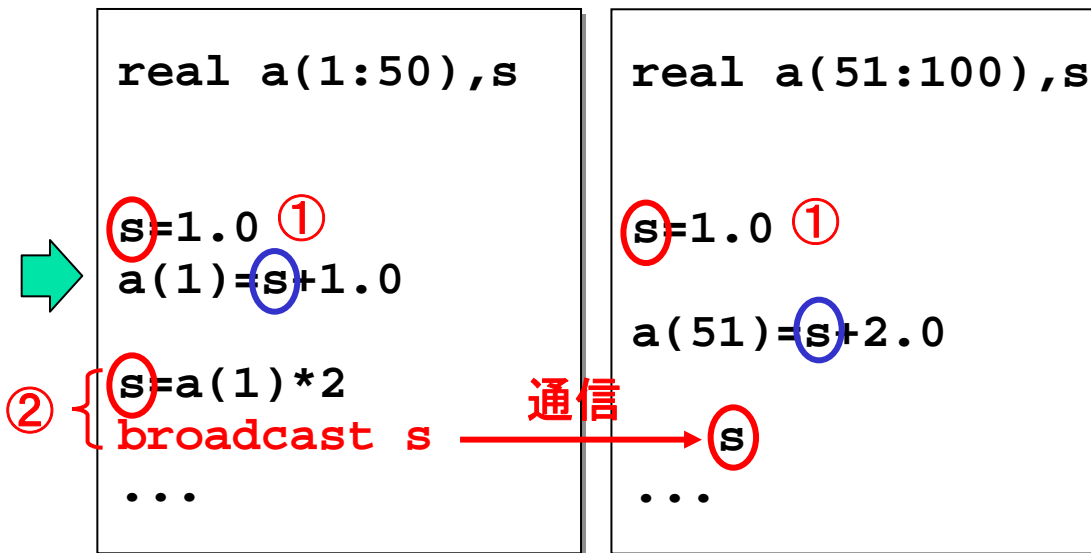 real a(1:50),s
s=1.0 ①
a(1)=s+1.0
② s=a(1)*2
broadcast s
...
通信
real a(51:100),s
s=1.0 ①
a(51)=s+2.0
s
...